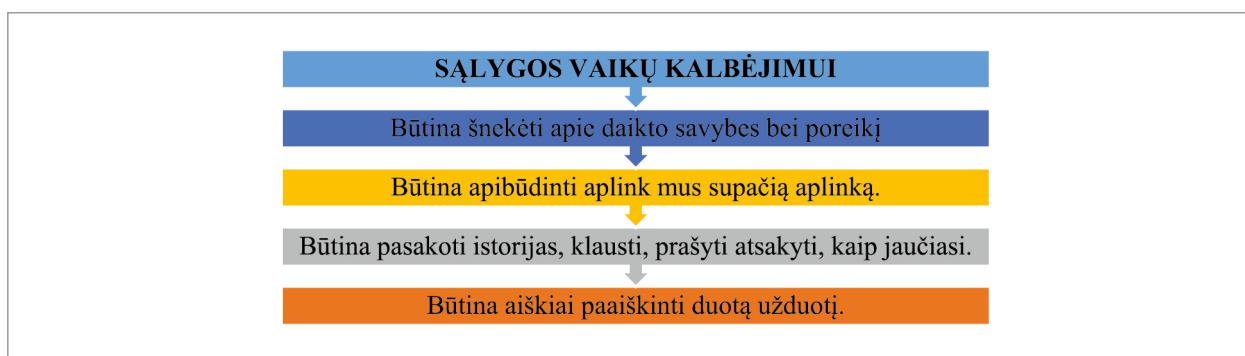 SĄLYGOS VAIKŲ KALBĖJIMUI
Būtina šnekėti apie daikto savybes bei poreikį
Būtina apibūdinti aplink mus supačią aplinką.
Būtina pasakoti istorijas, klausti, prašyti atsakyti, kaip jaučiasi.
Būtina aiškiai paaiškinti duotą užduotį.